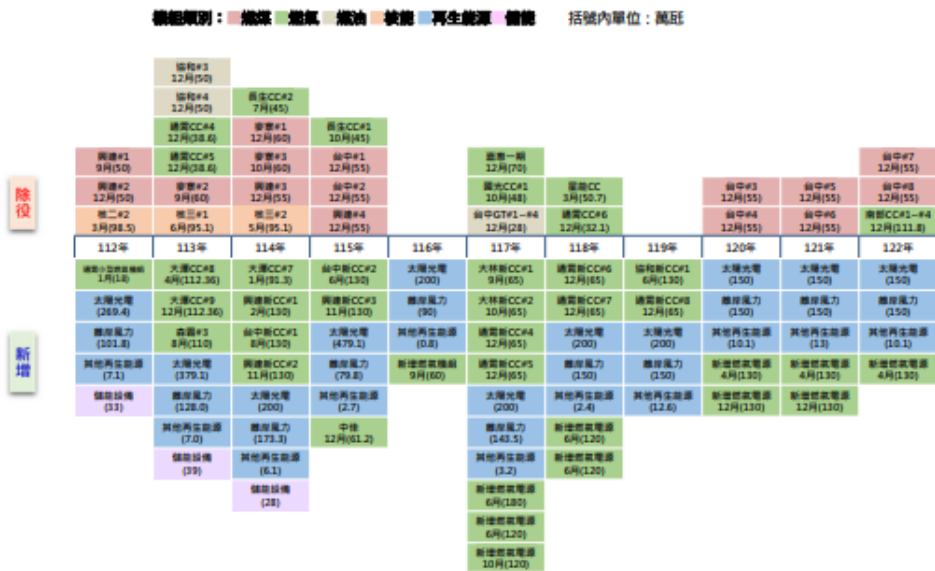 機組類別： 燃煤 燃氣 燃油 核能 再生能源 儲能 括號內單位：萬瓩
協和#3
12月(50)
協和#4 長生CC#2
12月(50) 7月(45)
通霄CC#4 麥寮#1 長生CC#1
12月(38.6) 12月(60) 10月(45)
興達#1 通霄CC#5 麥寮#3 台中#1 嘉惠一期 台中#7
9月(50) 12月(38.6) 10月(60) 12月(55) 12月(70) 12月(55)
興達#2 麥寮#2 興達#3 台中#2 國光CC#1 星能CC 台中#3 台中#5 台中#8
12月(50) 9月(60) 12月(55) 12月(55) 10月(48) 3月(50.7) 12月(55) 12月(55) 12月(55)
核二#2 核三#1 核三#2 興達#4 台中GT#1~#4 通霄CC#6 台中#4 台中#6 南部CC#1~#4
3月(98.5) 6月(95.1) 5月(95.1) 12月(55) 12月(28) 12月(32.1) 12月(55) 12月(55) 12月(111.8)
除役
112年 113年 114年 115年 116年 117年 118年 119年 120年 121年 122年
大潭CC#8 大潭CC#7 台中新CC#2 太陽光電 大林新CC#1 通霄新CC#6 協和新CC#1 太陽光電 太陽光電 太陽光電
1月(18) 4月(112.36) 1月(91.3) 6月(130) (200) 9月(65) 12月(65) 6月(130) (150) (150) (150)
太陽光電 大潭CC#9 興達新CC#1 興達新CC#3 離岸風力 大林新CC#2 通霄新CC#7 通霄新CC#8 離岸風力 離岸風力 離岸風力
(269.4) 12月(112.36) 2月(130) 11月(130) (90) 10月(65) 12月(65) 12月(65) (150) (150) (150)
離岸風力 森霸#3 台中新CC#1 太陽光電 其他再生能源 通霄新CC#4 太陽光電 太陽光電 其他再生能源 其他再生能源 其他再生能源
(101.8) 8月(110) 8月(130) (479.1) (0.8) 12月(65) (200) (200) (10.1) (13) (10.1)
其他再生能源 太陽光電 興達新CC#2 離岸風力 新增燃氣機組 通霄新CC#5 離岸風力 離岸風力 新增燃氣電源 新增燃氣電源 新增燃氣電源
(7.1) (379.1) 11月(130) (79.8) 9月(60) 12月(65) (150) (150) 4月(130) 4月(130) 4月(130)
儲能設備 離岸風力 太陽光電 其他再生能源 太陽光電 其他再生能源 其他再生能源 新增燃氣電源 新增燃氣電源
(33) (128.0) (200) (2.7) (200) (2.4) (12.6) 12月(130) 12月(130)
其他再生能源 離岸風力 中佳 離岸風力 新增燃氣電源
(7.0) (173.3) 12月(61.2) (143.5) 6月(120)
儲能設備 其他再生能源 其他再生能源 新增燃氣電源
(39) (6.1) (3.2) 6月(120)
儲能設備 新增燃氣電源
(28) 6月(180)
新增燃氣電源
6月(120)
新增燃氣電源
10月(120)
新增